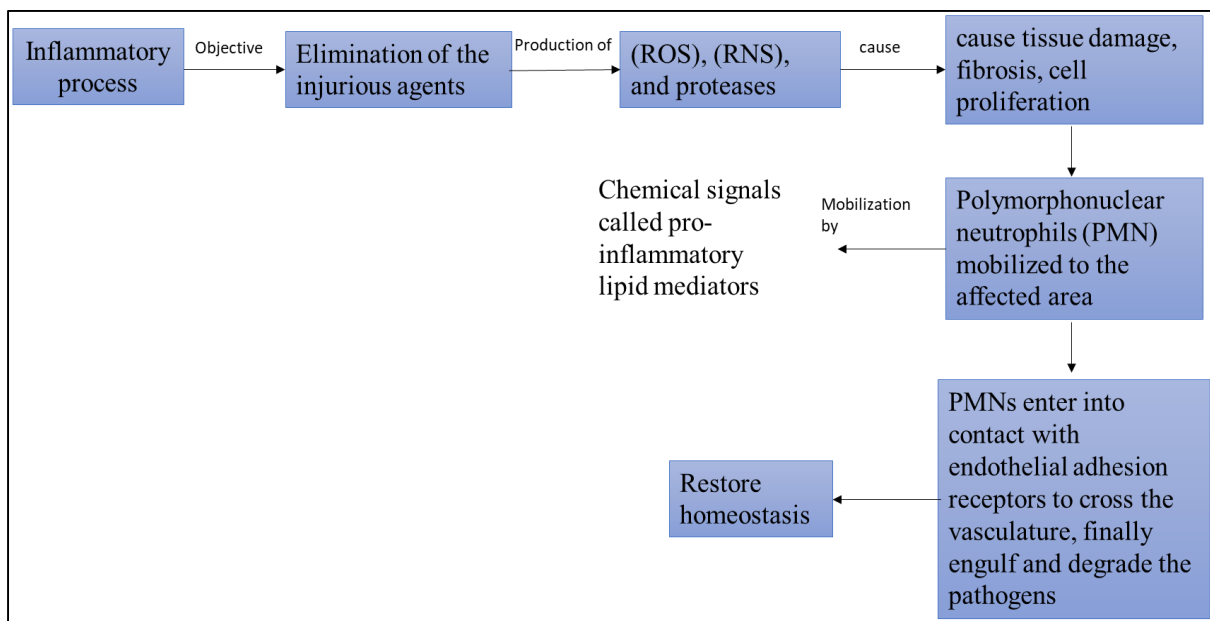 Inflammatory
process
Objective
Elimination of the
injurious agents
Production of
(ROS), (RNS),
and proteases
cause
cause tissue damage,
fibrosis, cell
proliferation
Polymorphonuclear
neutrophils (PMN)
mobilized to the
affected area
Mobilization
by
Chemical signals
called pro-
inflammatory
lipid mediators
PMNs enter into
contact with
endothelial adhesion
receptors to cross the
vasculature, finally
engulf and degrade the
pathogens
Restore
homeostasis